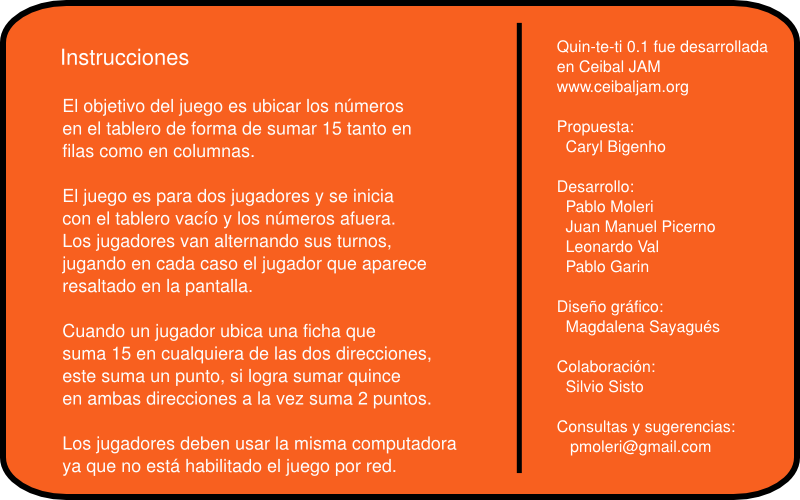 Instrucciones
El objetivo del juego es ubicar los números
en el tablero de forma de sumar 15 tanto en
filas como en columnas.
El juego es para dos jugadores y se inicia
con el tablero vacío y los números afuera.
Los jugadores van alternando sus turnos,
jugando en cada caso el jugador que aparece
resaltado en la pantalla.
Cuando un jugador ubica una ficha que
suma 15 en cualquiera de las dos direcciones,
este suma un punto, si logra sumar quince
en ambas direcciones a la vez suma 2 puntos.
Los jugadores deben usar la misma computadora
ya que no está habilitado el juego por red.
Quin-te-ti 0.1 fue desarrollada
en Ceibal JAM
www.ceibaljam.org
Propuesta:
Caryl Bigenho
Desarrollo:
Pablo Moleri
Juan Manuel Picerno
Leonardo Val
Pablo Garin
Diseño gráfico:
Magdalena Sayagués
Colaboración:
Silvio Sisto
Consultas y sugerencias:
pmoleri@gmail.com